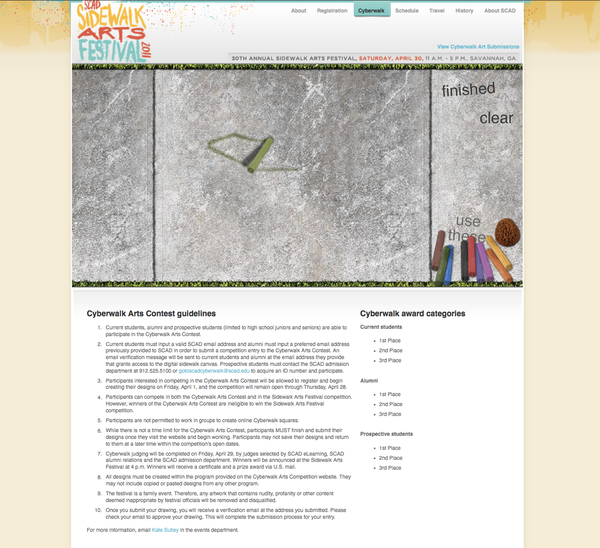 SCAD
SIDEWALK
ARTS
FESTIVAL 2011
About Registration Cyberwalk Schedule Travel History About SCAD
View Cyberwalk Art Submissions
30TH ANNUAL SIDEWALK ARTS FESTIVAL, SATURDAY, APRIL 30, 11 A.M. - 5 P.M., SAVANNAH, GA.
finished
clear
use
these
Cyberwalk Arts Contest guidelines
1. Current students, alumni and prospective students (limited to high school juniors and seniors) are able to
participate in the Cyberwalk Arts Contest.
2. Current students must input a valid SCAD email address and alumni must input a preferred email address
previously provided to SCAD in order to submit a competition entry to the Cyberwalk Arts Contest. An
email verification message will be sent to current students and alumni at the email address they provide
that grants access to the digital sidewalk canvas. Prospective students must contact the SCAD admission
department at 912.525.5100 or gotoscadcyberwalk@scad.edu to acquire an ID number and participate.
3. Participants interested in competing in the Cyberwalk Arts Contest will be allowed to register and begin
creating their designs on Friday, April 1, and the competition will remain open through Thursday, April 28.
4. Participants can compete in both the Cyberwalk Arts Contest and in the Sidewalk Arts Festival competition.
However, winners of the Cyberwalk Arts Contest are ineligible to win the Sidewalk Arts Festival
competition.
5. Participants are not permitted to work in groups to create online Cyberwalk squares.
6. While there is not a time limit for the Cyberwalk Arts Contest, participants MUST finish and submit their
designs once they visit the website and begin working. Participants may not save their designs and return
to them at a later time within the competition's open dates.
7. Cyberwalk judging will be completed on Friday, April 29, by judges selected by SCAD eLearning, SCAD
alumni relations and the SCAD admission department. Winners will be announced at the Sidewalk Arts
Festival at 4 p.m. Winners will receive a certificate and a prize award via U.S. mail.
8. All designs must be created within the program provided on the Cyberwalk Arts Competition website. They
may not include copied or pasted designs from any other program.
9. The festival is a family event. Therefore, any artwork that contains nudity, profanity or other content
deemed inappropriate by festival officials will be removed and disqualified.
10. Once you submit your drawing, you will receive a verification email at the address you submitted. Please
check your email to approve your drawing. This will complete the submission process for your entry.
For more information, email Katie Sulley in the events department.
Cyberwalk award categories
Current students
• 1st Place
• 2nd Place
• 3rd Place
Alumni
• 1st Place
• 2nd Place
• 3rd Place
Prospective students
• 1st Place
• 2nd Place
• 3rd Place